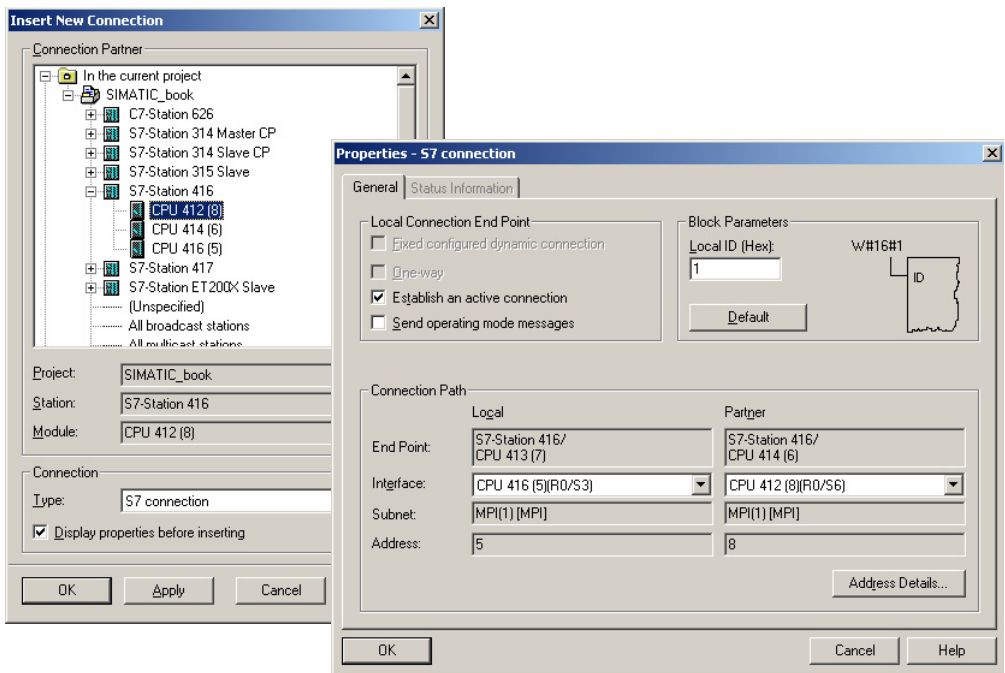 Insert New Connection
Connection Partner
In the current project
SIMATIC_book
C7-Station 626
S7-Station 314 Master CP
S7-Station 314 Slave CP
S7-Station 315 Slave
S7-Station 416
CPU 412 (8)
CPU 414 (6)
CPU 416 (5)
S7-Station 417
S7-Station ET200X Slave
(Unspecified)
All broadcast stations
All multicast stations
Project: SIMATIC_book
Station: S7-Station 416
Module: CPU 412 (8)
Connection
Type: S7 connection
Display properties before inserting
OK Apply Cancel
Properties - S7 connection
General Status Information
Local Connection End Point
Fixed configured dynamic connection
One-way
Establish an active connection
Send operating mode messages
Block Parameters
Local ID (Hex): W#16#1
1 ID
Default
Connection Path
Local Partner
End Point: S7-Station 416/ S7-Station 416/
CPU 413 (7) CPU 414 (6)
Interface: CPU 416 (5)(R0/S3) CPU 412 (8)(R0/S6)
Subnet: MPI(1) [MPI] MPI(1) [MPI]
Address: 5 8
Address Details...
OK Cancel Help